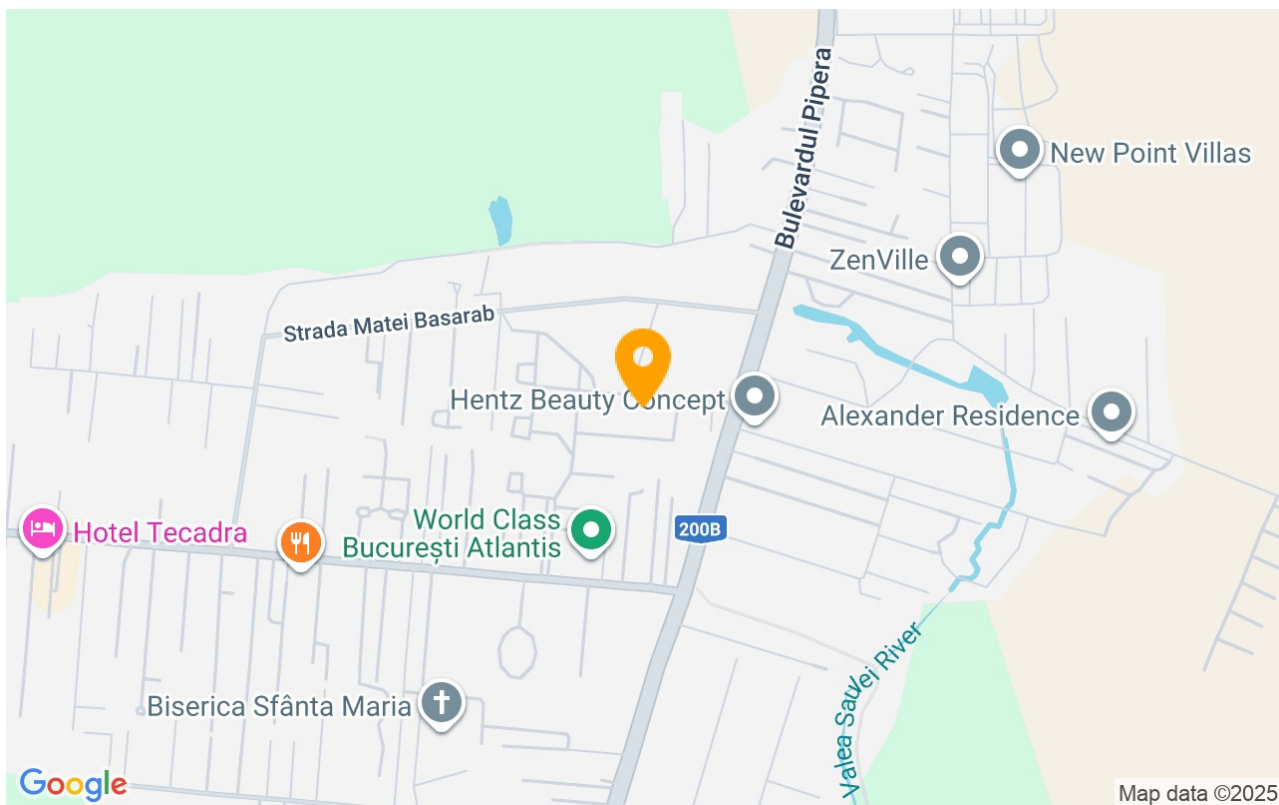 Bulevardul Pipera
New Point Villas
ZenVille
Strada Matei Basarab
Hentz Beauty Concept
Alexander Residence
World Class
București Atlantis
200B
Hotel Tecadra
Valea Saulei River
Biserica Sfânta Maria
Google
Map data ©2025